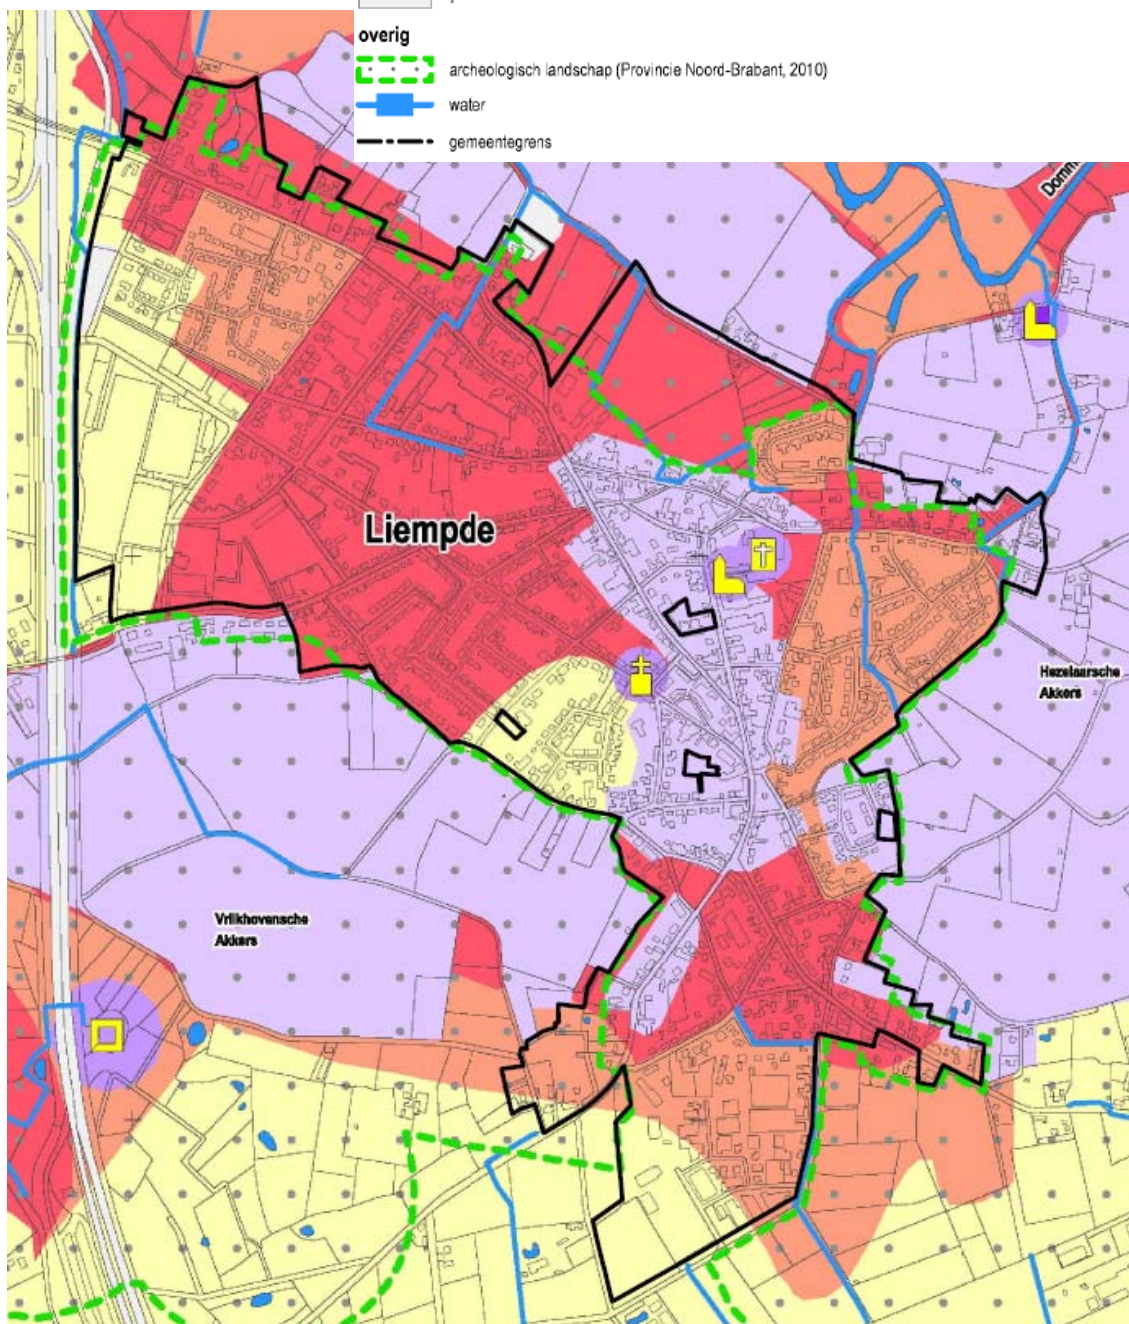 overig
archeologisch landschap (Provincie Noord-Brabant, 2010)
water
gemeentegrens
Liempde
Hezelaarsche
Akkers
Vrilkhovensche
Akkers